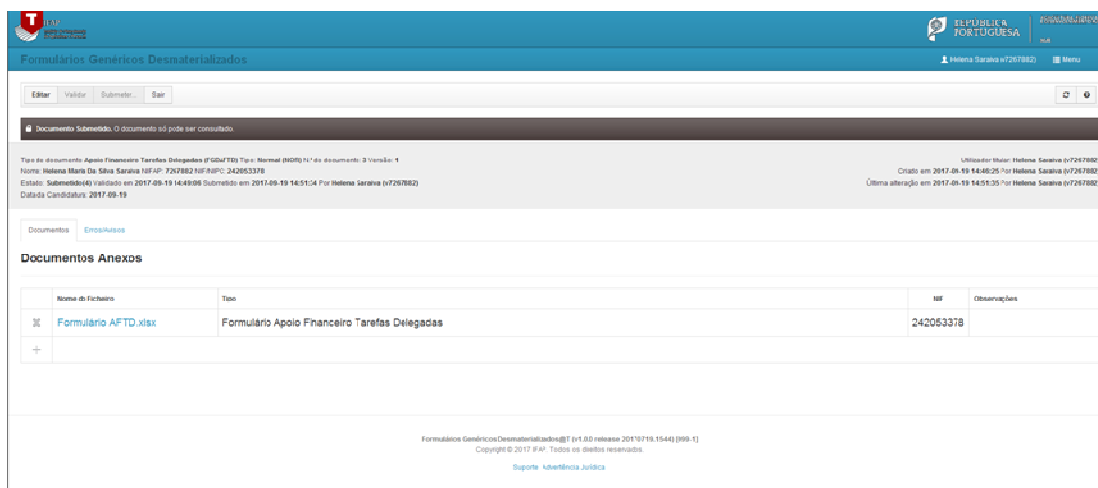 T
IFAP
REPÚBLICA
PORTUGUESA
Formulários Genéricos Desmaterializados
Helena Saraiva (v7267882) Menu
Editar Validar Submeter... Sair
Documento Submetido. O documento só pode ser consultado.
Tipo de documento: Apoio Financeiro Tarefas Delegadas (FGD/AFTD) Tipo: Normal (NOR) N.º do documento: 3 Versão: 1
Utilizador titular: Helena Saraiva (v7267882
Nome: Helena Maria Da Silva Saraiva NIFAP: 7267882 NIF/NIPC: 242053378
Criado em 2017-09-19 14:46:25 Por Helena Saraiva (v7267882
Estado: Submetido(4) Validado em 2017-09-19 14:49:06 Submetido em 2017-09-19 14:51:34 Por Helena Saraiva (v7267882)
Última alteração em 2017-09-19 14:51:35 Por Helena Saraiva (v7267882
Data da Candidatura: 2017-09-19
Documentos Erros/Avisos
Documentos Anexos
Nome do Ficheiro Tipo NIF Observações
Formulário AFTD.xlsx Formulário Apoio Financeiro Tarefas Delegadas 242053378
Formulários Genéricos Desmaterializados@T (v1.0.0 release 20170719.1544) [999-1]
Copyright © 2017 IFAP. Todos os direitos reservados.
Suporte Advertência Jurídica